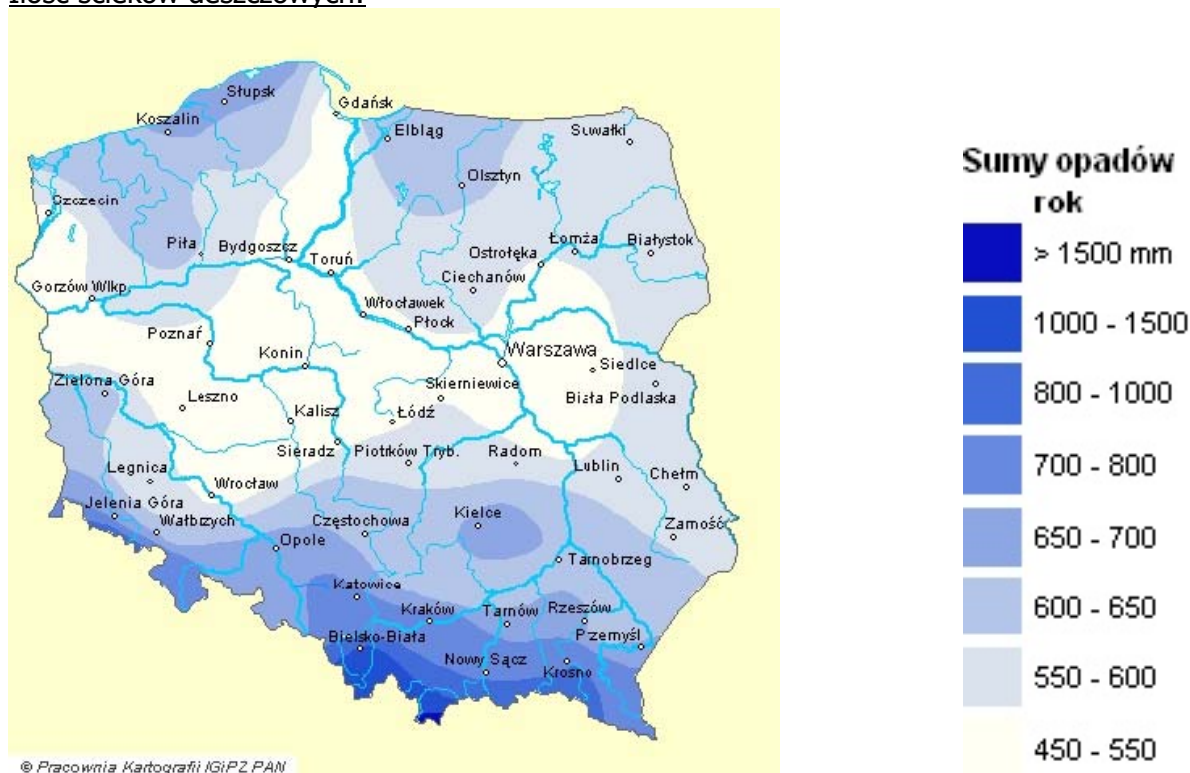 Ilość ścieków deszczowych:
Słupsk
Gdańsk
Koszalin
Elbląg
Suwałki
Olsztyn
Szczecin
Piła
Bydgoszcz
Toruń
Ostrołęka
Łomża
Białystok
Ciechanów
Gorzów Wlkp.
Włocławek
Płock
Poznań
Konin
Warszawa
Siedlce
Zielona Góra
Leszno
Skierniewice
Biała Podlaska
Kalisz
Łódź
Sieradz
Piotrków Tryb.
Radom
Legnica
Lublin
Chełm
Wrocław
Jelenia Góra
Wałbrzych
Częstochowa
Kielce
Zamość
Opole
Tarnobrzeg
Katowice
Kraków
Tarnów
Rzeszów
Bielsko-Biała
Przemyśl
Nowy Sącz
Krosno
© Pracownia Kartografii IGiPZ PAN
Sumy opadów
rok
> 1500 mm
1000 - 1500
800 - 1000
700 - 800
650 - 700
600 - 650
550 - 600
450 - 550